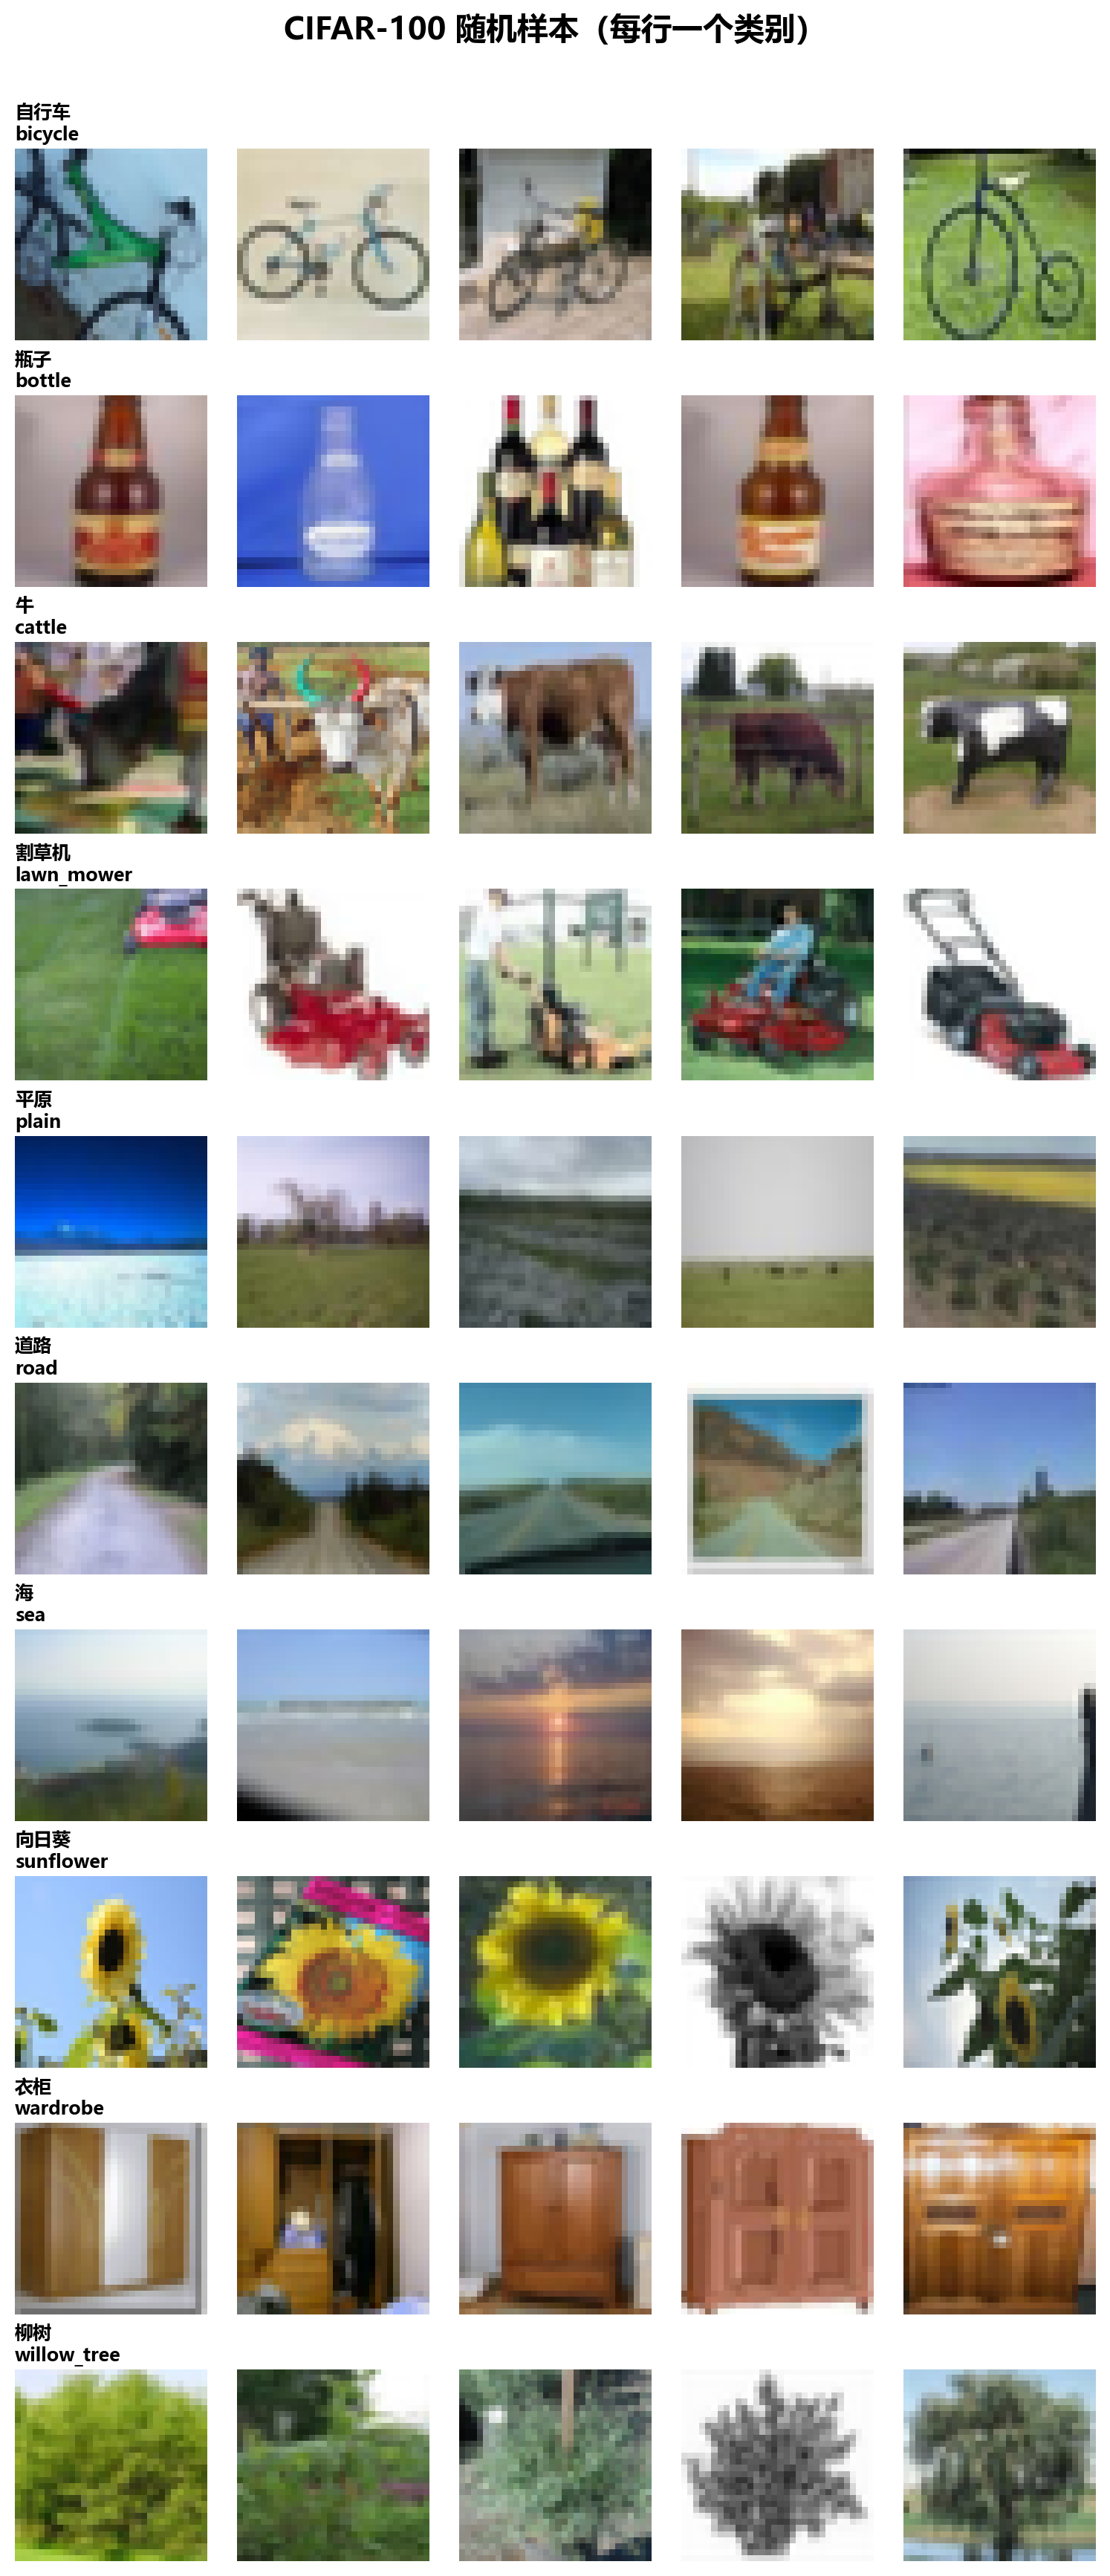 CIFAR-100 随机样本（每行一个类别）
自行车
bicycle
瓶子
bottle
牛
cattle
割草机
lawn_mower
平原
plain
道路
road
海
sea
向日葵
sunflower
衣柜
wardrobe
柳树
willow_tree